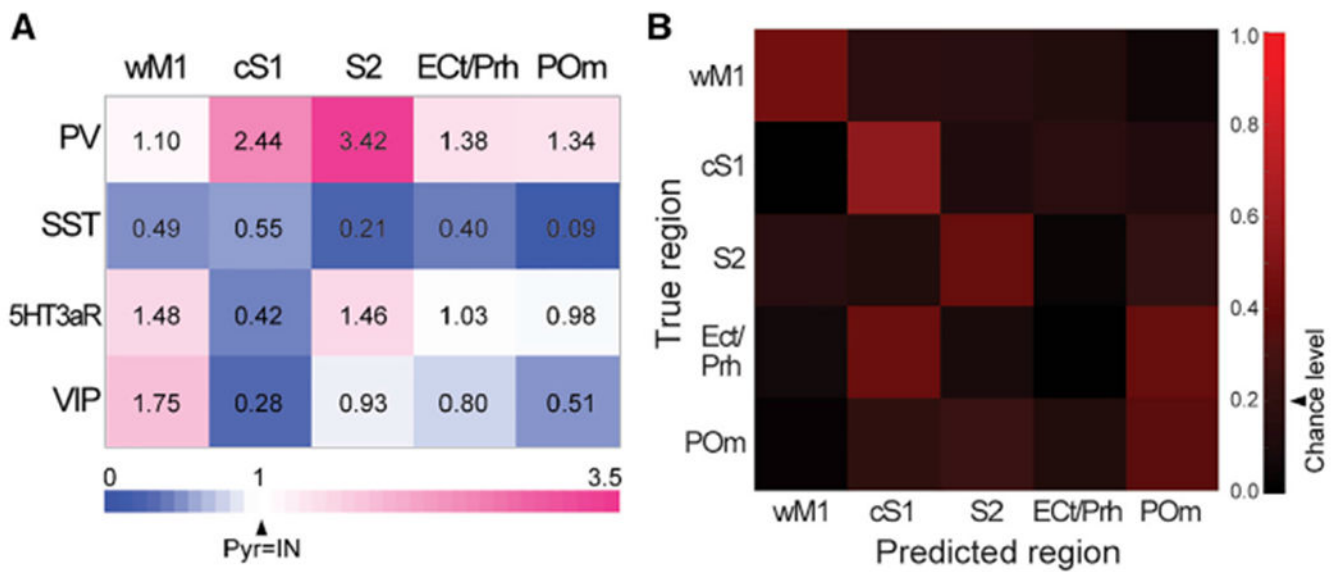 A
wM1 cS1 S2 ECt/Prh POm
PV 1.10 2.44 3.42 1.38 1.34
SST 0.49 0.55 0.21 0.40 0.09
5HT3aR 1.48 0.42 1.46 1.03 0.98
VIP 1.75 0.28 0.93 0.80 0.51
0 1 3.5
Pyr=IN
B
True region
wM1
cS1
S2
Ect/
Prh
POm
wM1 cS1 S2 ECt/Prh POm
Predicted region
1.0
0.8
0.6
0.4
0.2
0.0
Chance level